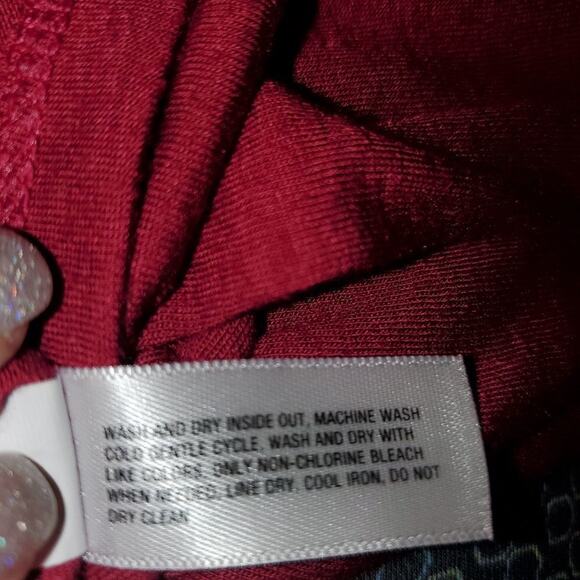 WASH AND DRY INSIDE OUT, MACHINE WASH
COLD GENTLE CYCLE, WASH AND DRY WITH
LIKE COLORS. ONLY NON-CHLORINE BLEACH
WHEN NEEDED, LINE DRY. COOL IRON, DO NOT
DRY CLEAN